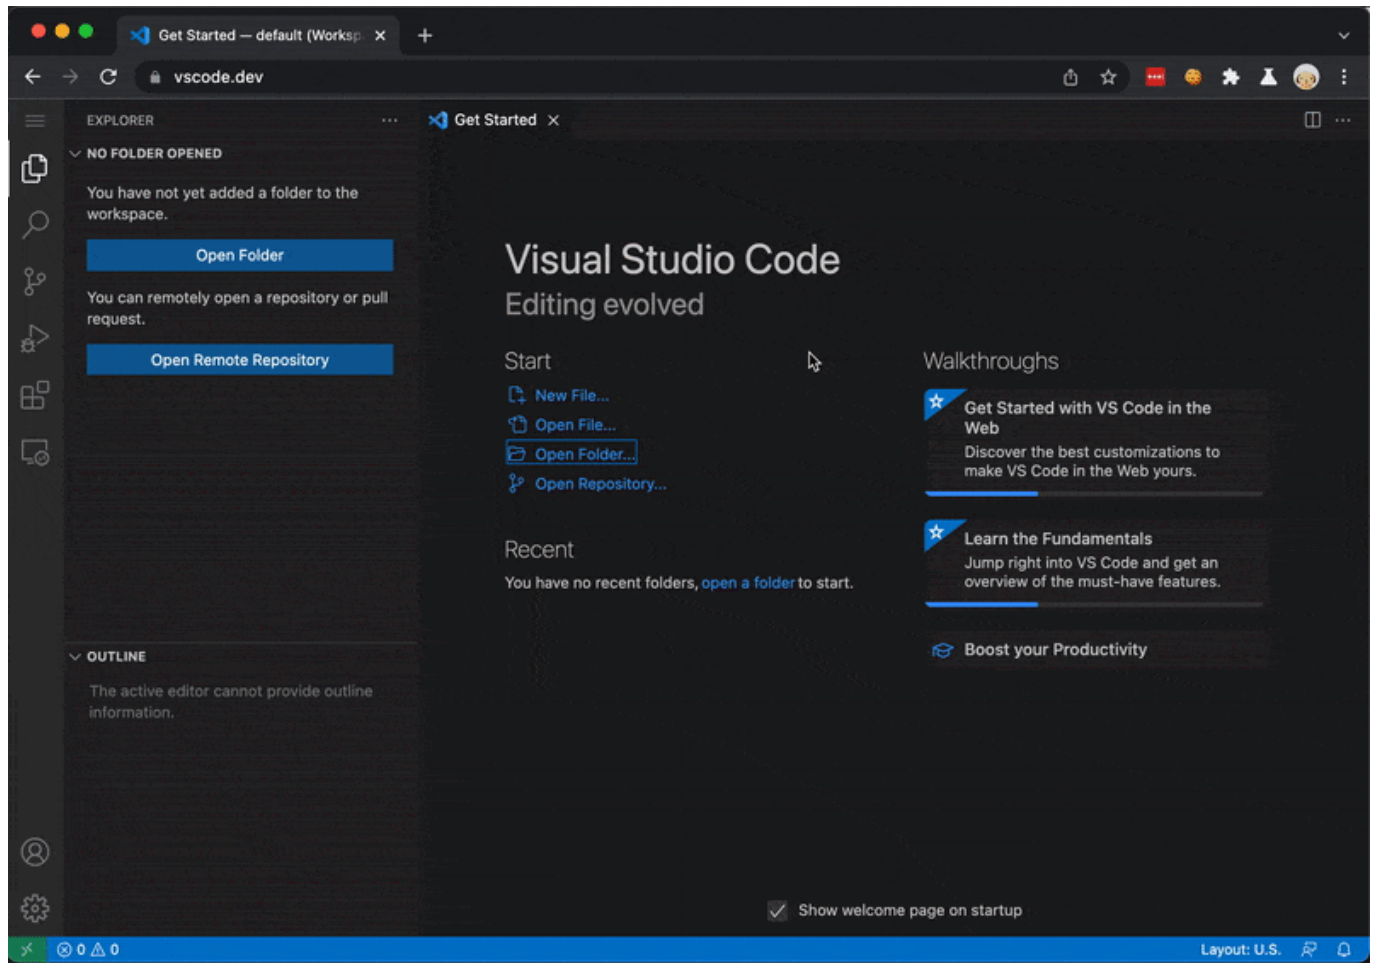 Get Started — default (Worksp
vscode.dev
EXPLORER
Get Started
NO FOLDER OPENED
You have not yet added a folder to the
workspace.
Open Folder
You can remotely open a repository or pull
request.
Open Remote Repository
OUTLINE
The active editor cannot provide outline
information.
Visual Studio Code
Editing evolved
Start
New File...
Open File...
Open Folder...
Open Repository...
Recent
You have no recent folders, open a folder to start.
Walkthroughs
Get Started with VS Code in the
Web
Discover the best customizations to
make VS Code in the Web yours.
Learn the Fundamentals
Jump right into VS Code and get an
overview of the must-have features.
Boost your Productivity
Show welcome page on startup
0 0
Layout: U.S.